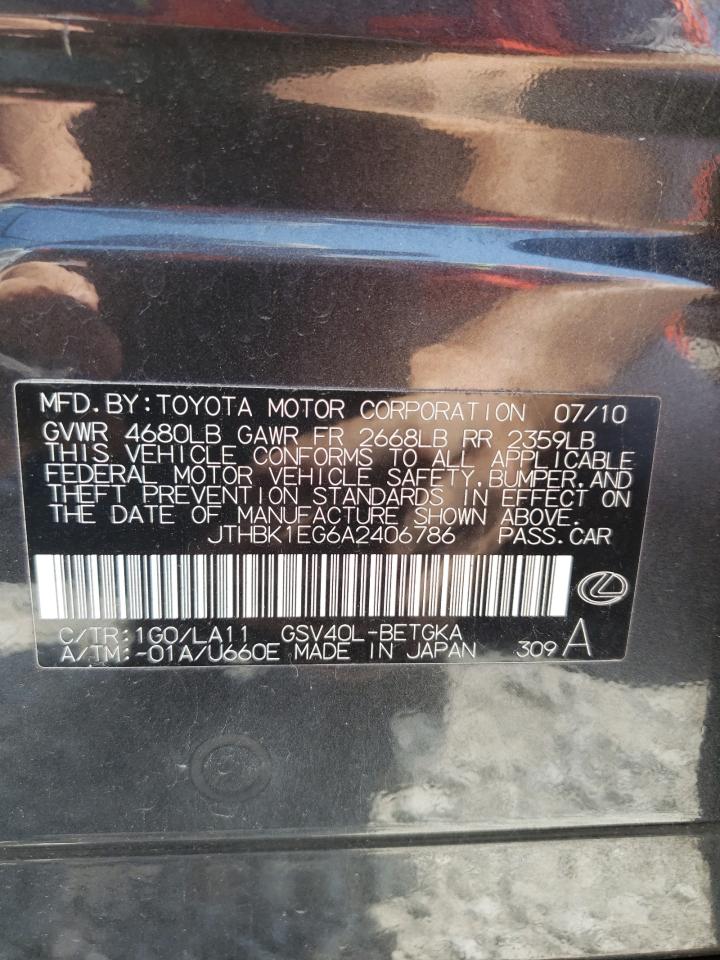 MFD.BY:TOYOTA MOTOR CORPORATION 07/10
GVWR 4680LB GAWR FR 2668LB RR 2359LB
THIS VEHICLE CONFORMS TO ALL APPLICABLE
FEDERAL MOTOR VEHICLE SAFETY,BUMPER,AND
THEFT PREVENTION STANDARDS IN EFFECT ON
THE DATE OF MANUFACTURE SHOWN ABOVE.
JTHBK1EG6A2406786 PASS.CAR
C/TR:1G0/LA11 GSV40L-BETGKA
A/TM:-01A/U660E MADE IN JAPAN 309 A